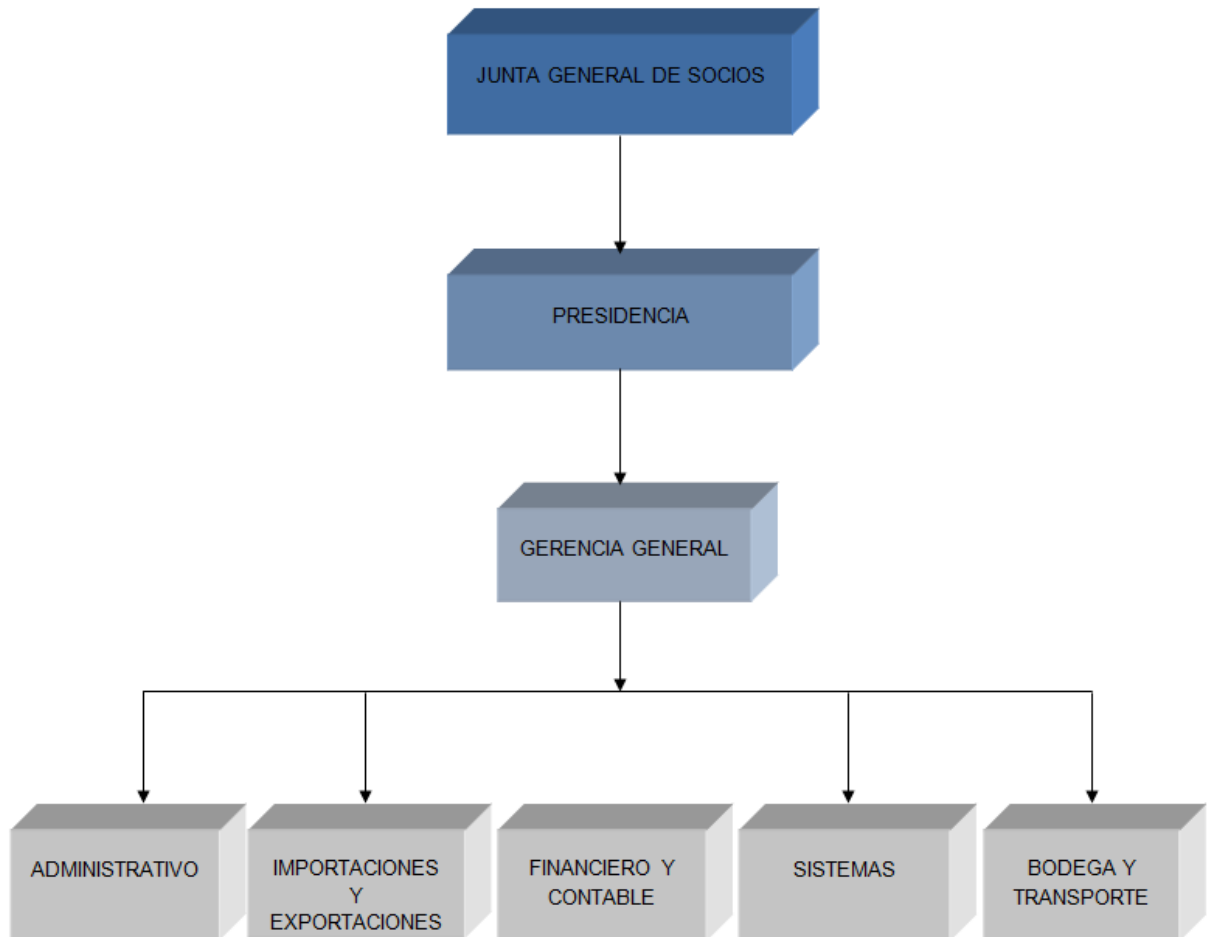 JUNTA GENERAL DE SOCIOS
PRESIDENCIA
GERENCIA GENERAL
ADMINISTRATIVO
IMPORTACIONES
Y
EXPORTACIONES
FINANCIERO Y
CONTABLE
SISTEMAS
BODEGA Y
TRANSPORTE